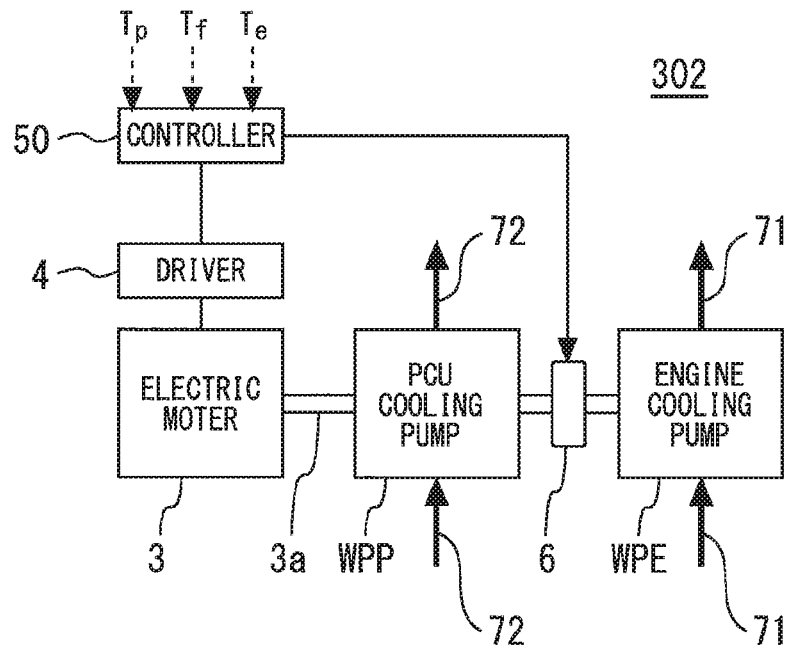 Tp Tf Te
302
50 CONTROLLER
72 71
4 DRIVER
ELECTRIC
MOTER
PCU
COOLING
PUMP
ENGINE
COOLING
PUMP
3 3a WPP 6 WPE
72 71